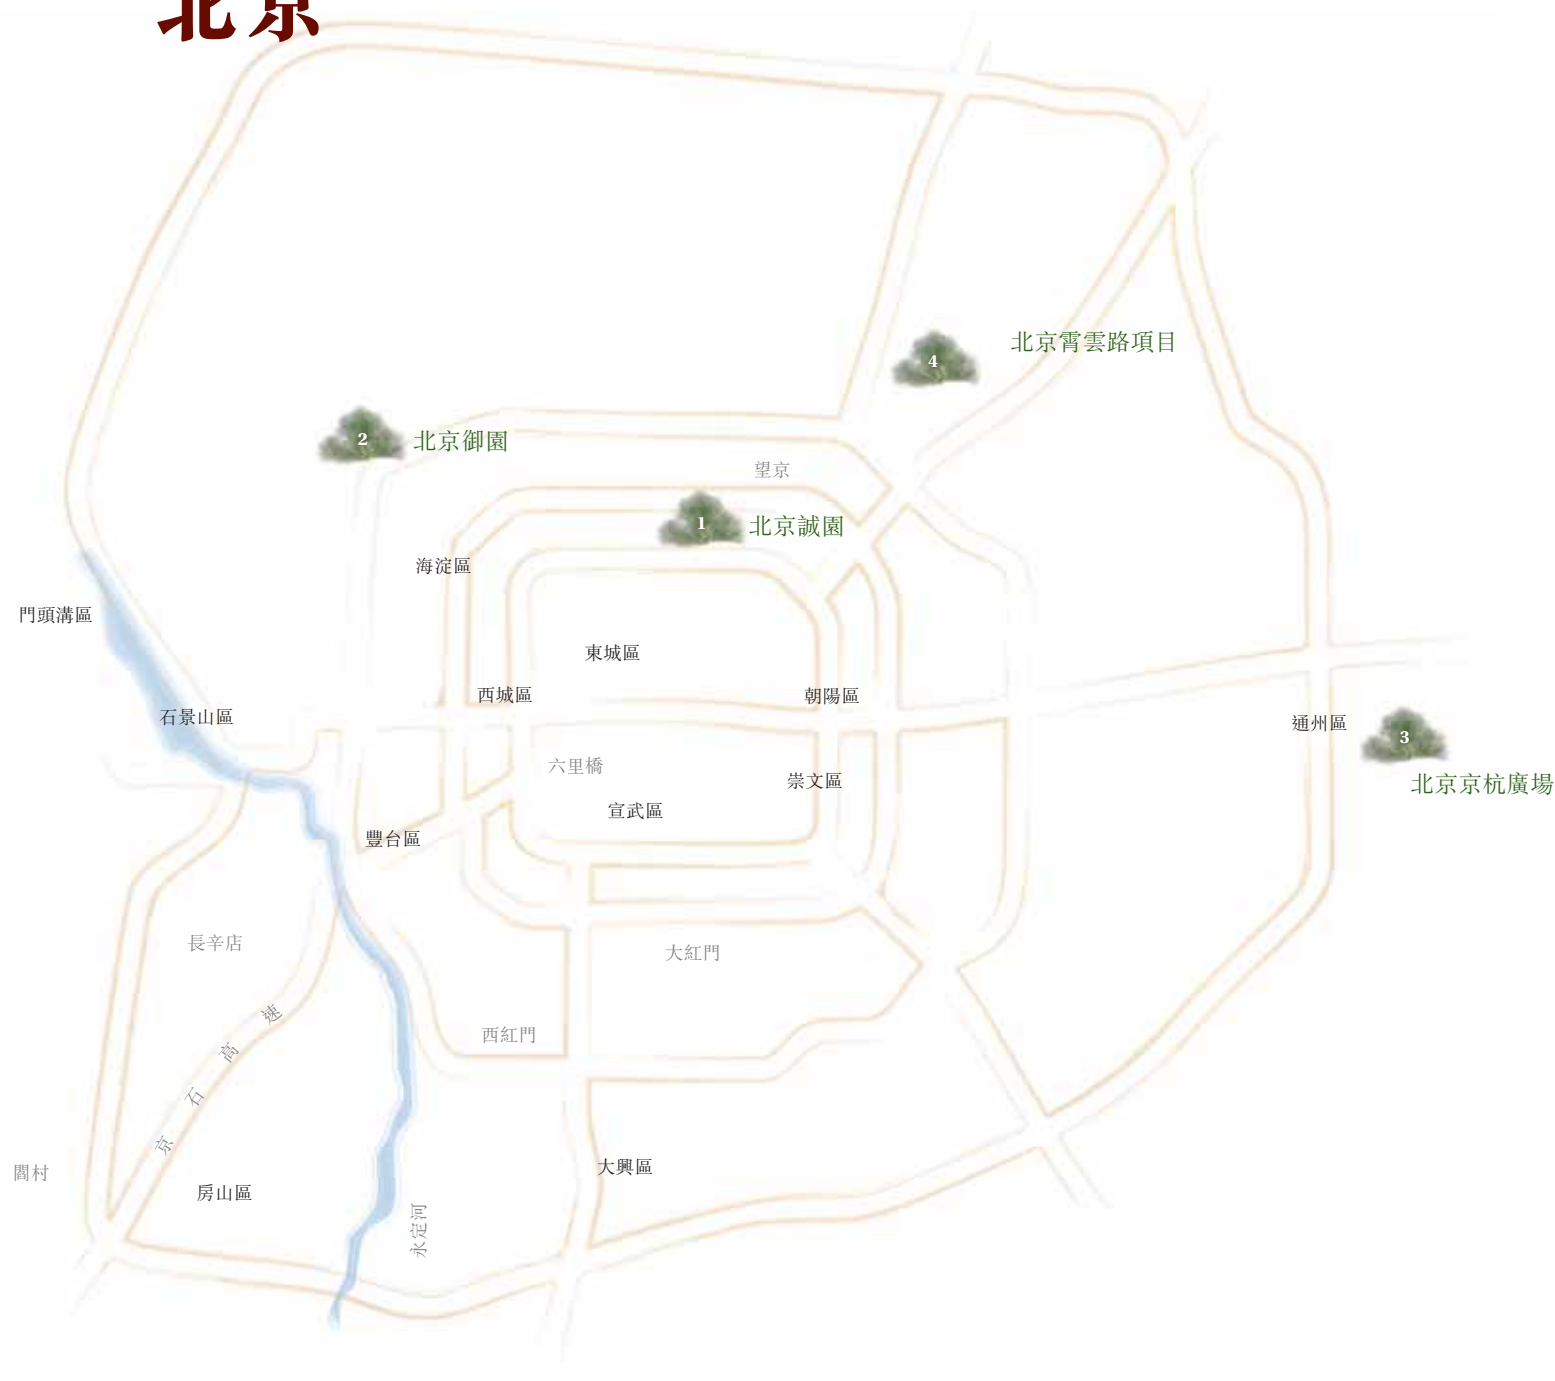 北京
4
北京霄雲路項目
2
北京御園
望京
1
北京誠園
海淀區
門頭溝區
東城區
西城區
朝陽區
石景山區
通州區
3
六里橋
崇文區
北京京杭廣場
宣武區
豐台區
長辛店
大紅門
西紅門
京石高速
大興區
閻村
房山區
永定河